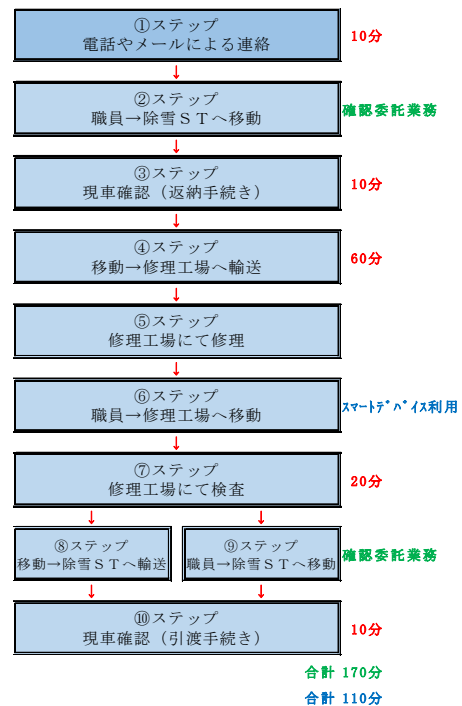 ①ステップ
電話やメールによる連絡
10分
↓
②ステップ
職員→除雪ＳＴへ移動
確認委託業務
↓
③ステップ
現車確認（返納手続き）
10分
↓
④ステップ
移動→修理工場へ輸送
60分
↓
⑤ステップ
修理工場にて修理
↓
⑥ステップ
職員→修理工場へ移動
ｽﾏｰﾄﾃﾞﾊﾞｲｽ利用
↓
⑦ステップ
修理工場にて検査
20分
↓ ↓
⑧ステップ
移動→除雪ＳＴへ輸送
⑨ステップ
職員→除雪ＳＴへ移動
確認委託業務
↓ ↓
⑩ステップ
現車確認（引渡手続き）
10分
合計 170分
合計 110分